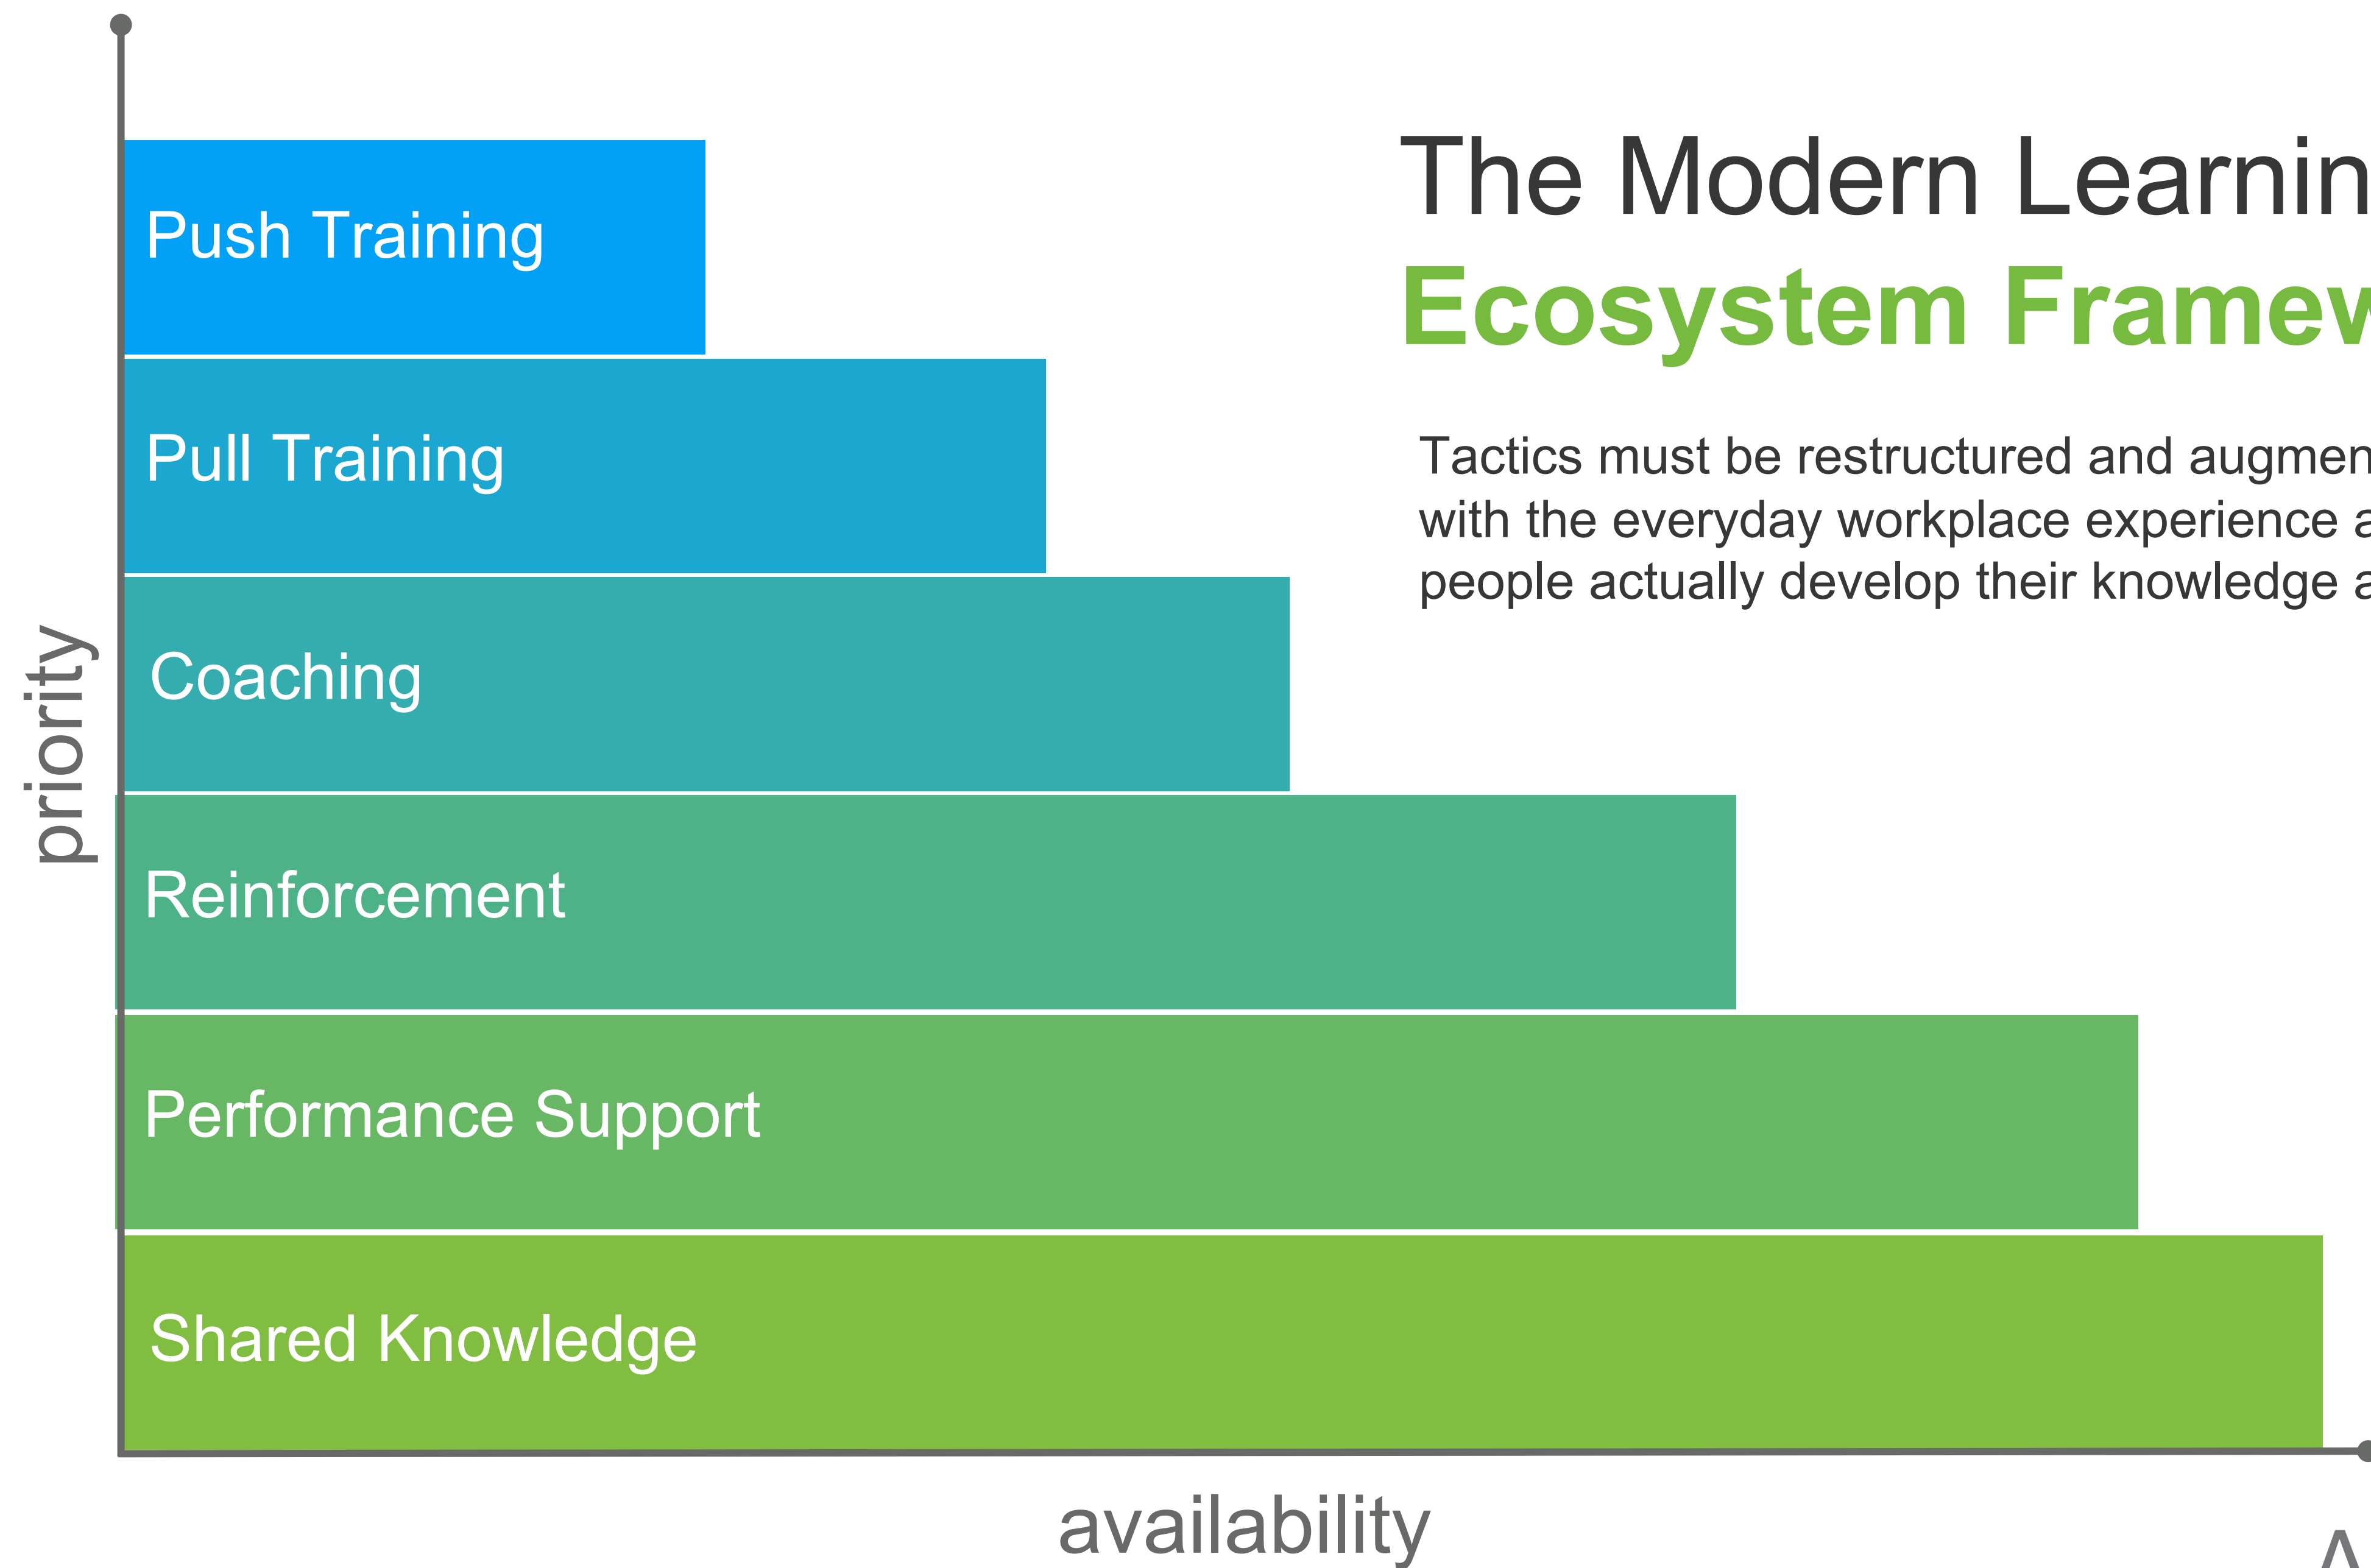 The Modern Learnin
Ecosystem Framew
Tactics must be restructured and augmen
with the everyday workplace experience a
people actually develop their knowledge a
priority
Push Training
Pull Training
Coaching
Reinforcement
Performance Support
Shared Knowledge
availability